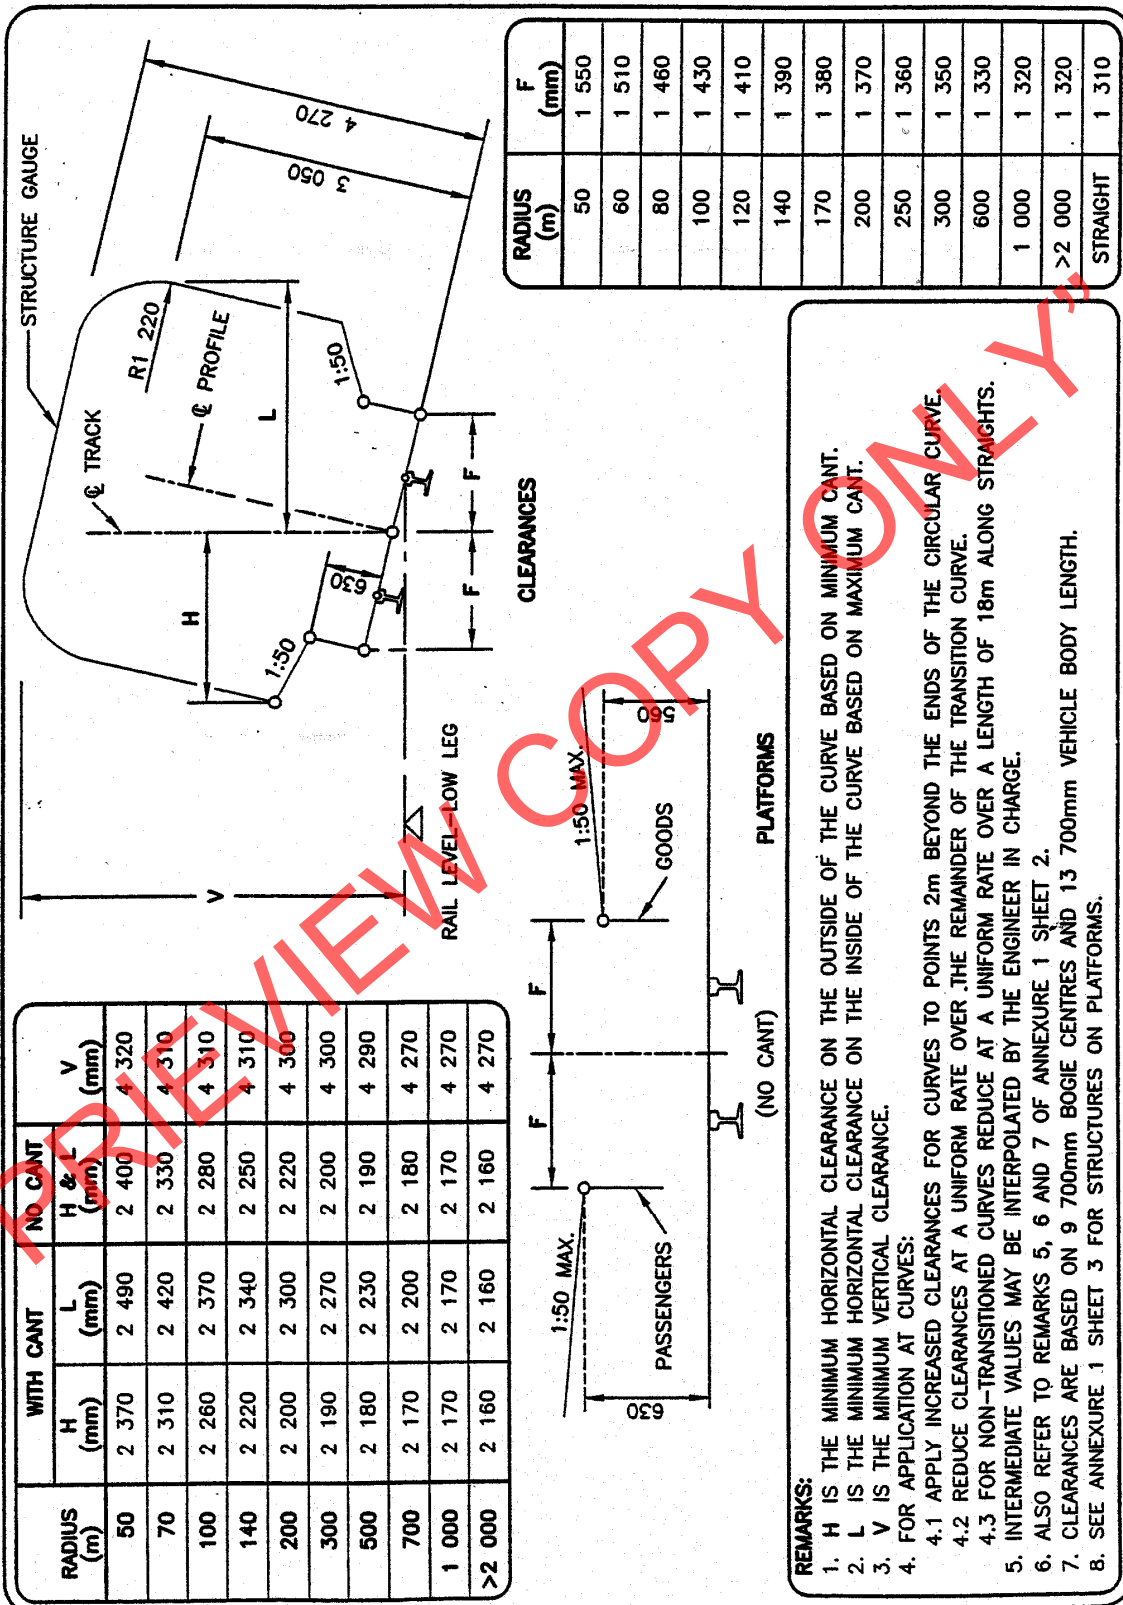 WITH CANT NO CANT
RADIUS (m) H (mm) L (mm) H & L (mm) V (mm)
50 2 370 2 490 2 400 4 320
70 2 310 2 420 2 330 4 310
100 2 260 2 370 2 280 4 310
140 2 220 2 340 2 250 4 310
200 2 200 2 300 2 220 4 300
300 2 190 2 270 2 200 4 300
500 2 180 2 230 2 190 4 290
700 2 170 2 200 2 180 4 270
1 000 2 170 2 170 2 170 4 270
>2 000 2 160 2 160 2 160 4 270
STRUCTURE GAUGE
℄ TRACK
℄ PROFILE
R1 220
4 270
3 050
H
L
V
1:50
1:50
630
F
F
RAIL LEVEL-LOW LEG
CLEARANCES
1:50 MAX.
1:50 MAX.
F
F
630
560
PASSENGERS
GOODS
(NO CANT)
PLATFORMS
RADIUS (m) F (mm)
50 1 550
60 1 510
80 1 460
100 1 430
120 1 410
140 1 390
170 1 380
200 1 370
250 1 360
300 1 350
600 1 330
1 000 1 320
>2 000 1 320
STRAIGHT 1 310
REMARKS:
1. H IS THE MINIMUM HORIZONTAL CLEARANCE ON THE OUTSIDE OF THE CURVE BASED ON MINIMUM CANT.
2. L IS THE MINIMUM HORIZONTAL CLEARANCE ON THE INSIDE OF THE CURVE BASED ON MAXIMUM CANT.
3. V IS THE MINIMUM VERTICAL CLEARANCE.
4. FOR APPLICATION AT CURVES:
4.1 APPLY INCREASED CLEARANCES FOR CURVES TO POINTS 2m BEYOND THE ENDS OF THE CIRCULAR CURVE.
4.2 REDUCE CLEARANCES AT A UNIFORM RATE OVER THE REMAINDER OF THE TRANSITION CURVE.
4.3 FOR NON-TRANSITIONED CURVES REDUCE AT A UNIFORM RATE OVER A LENGTH OF 18m ALONG STRAIGHTS.
5. INTERMEDIATE VALUES MAY BE INTERPOLATED BY THE ENGINEER IN CHARGE.
6. ALSO REFER TO REMARKS 5, 6 AND 7 OF ANNEXURE 1 SHEET 2.
7. CLEARANCES ARE BASED ON 9 700mm BOGIE CENTRES AND 13 700mm VEHICLE BODY LENGTH.
8. SEE ANNEXURE 1 SHEET 3 FOR STRUCTURES ON PLATFORMS.
PRIEVIEW COPY ONLY”